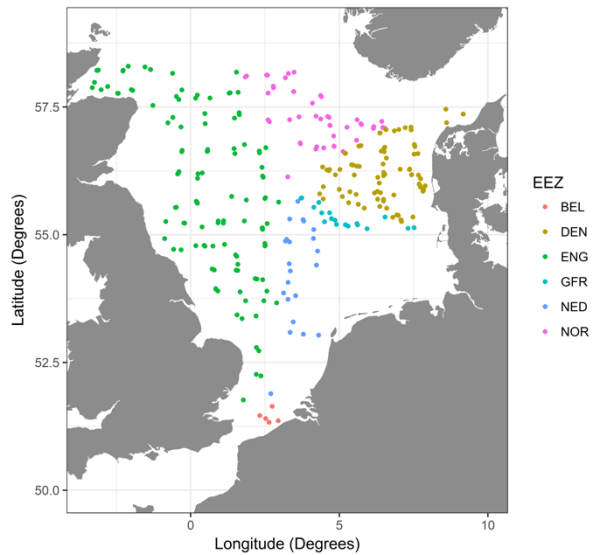 57.5
55.0
52.5
50.0
Latitude (Degrees)
0
5
10
Longitude (Degrees)
EEZ
BEL
DEN
ENG
GFR
NED
NOR